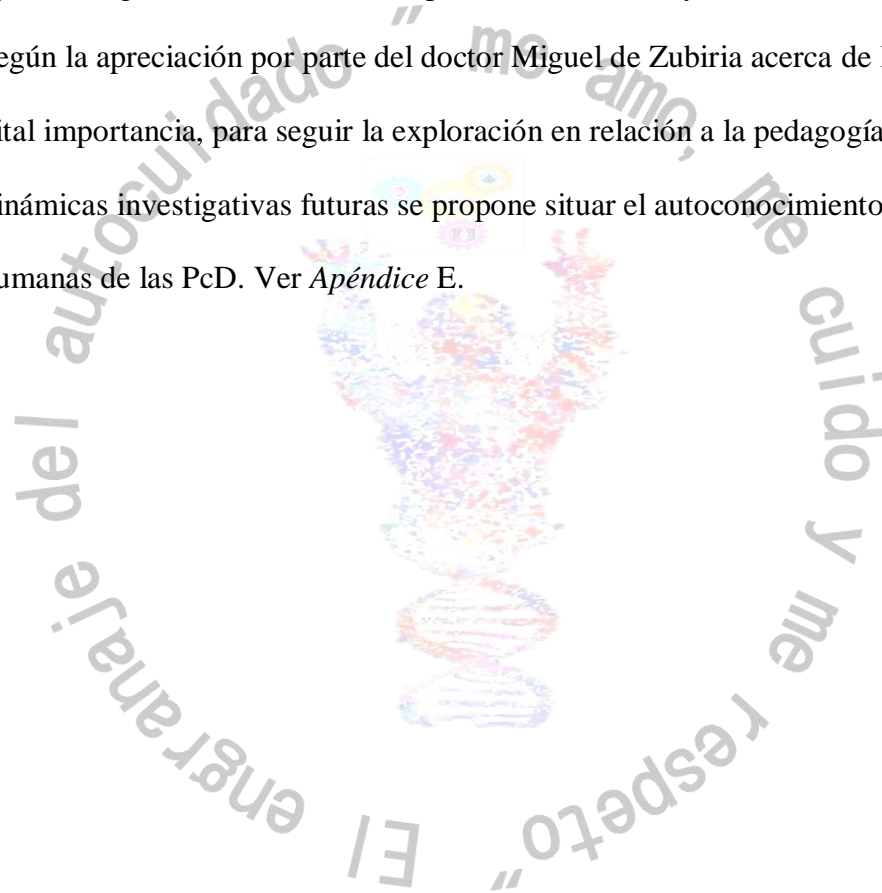 egún la apreciación por parte del doctor Miguel de Zubiria acerca de
ital importancia, para seguir la exploración en relación a la pedagogía
inámicas investigativas futuras se propone situar el autoconocimiento
umanas de las PcD. Ver Apéndice E.
El engranaje del autocuidado " me amo, me cuido y me respeto"